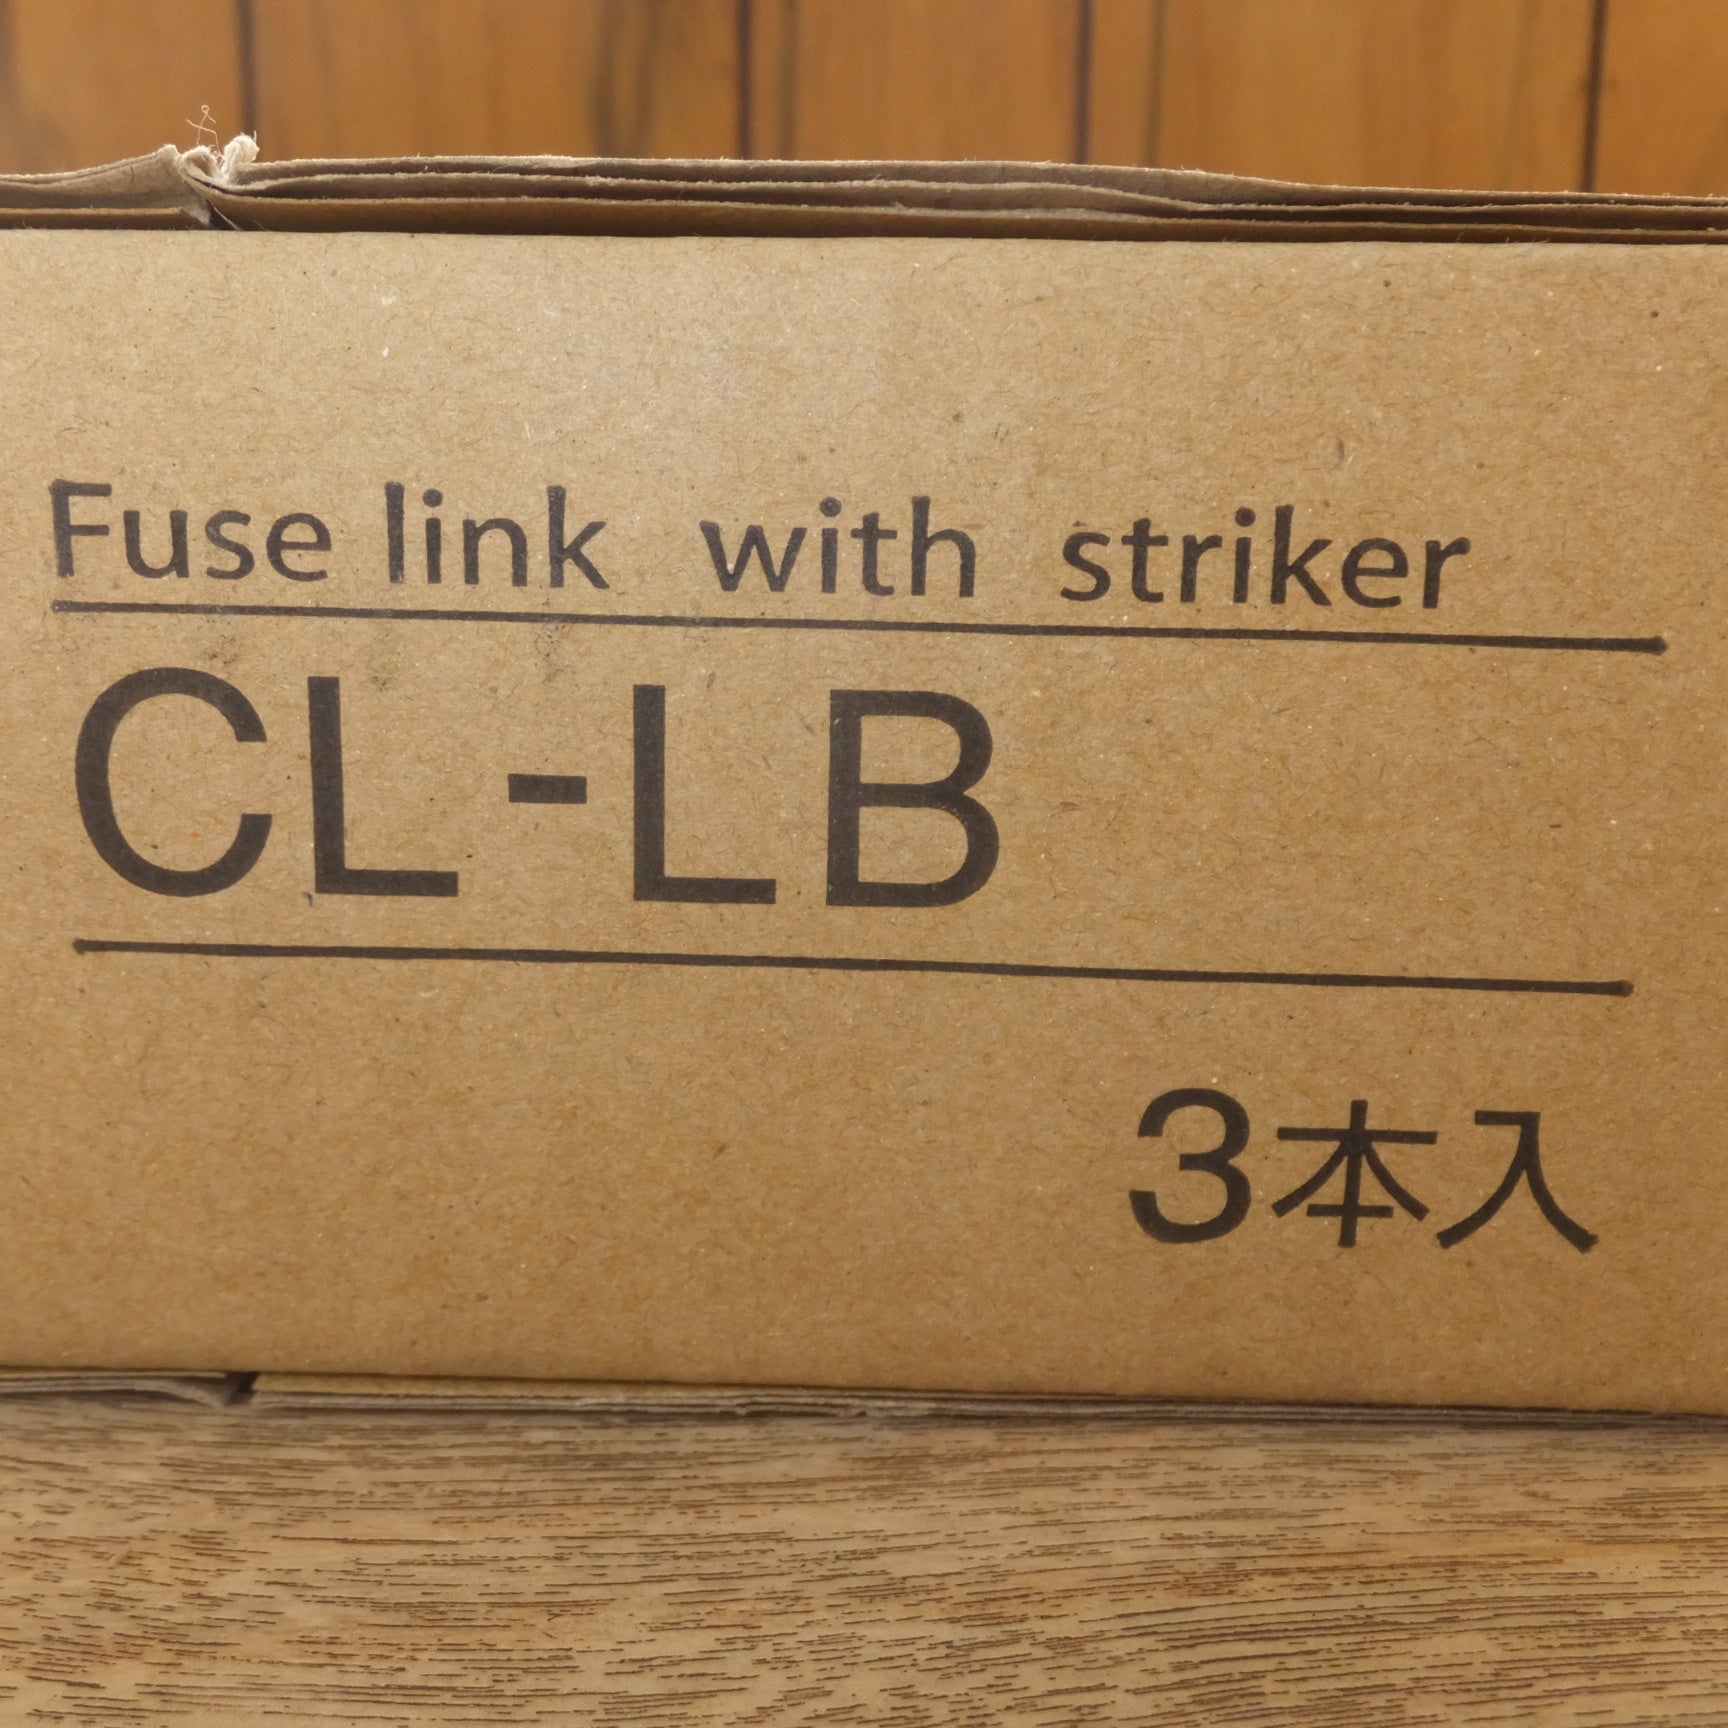 Fuse link with striker
CL-LB
3本入